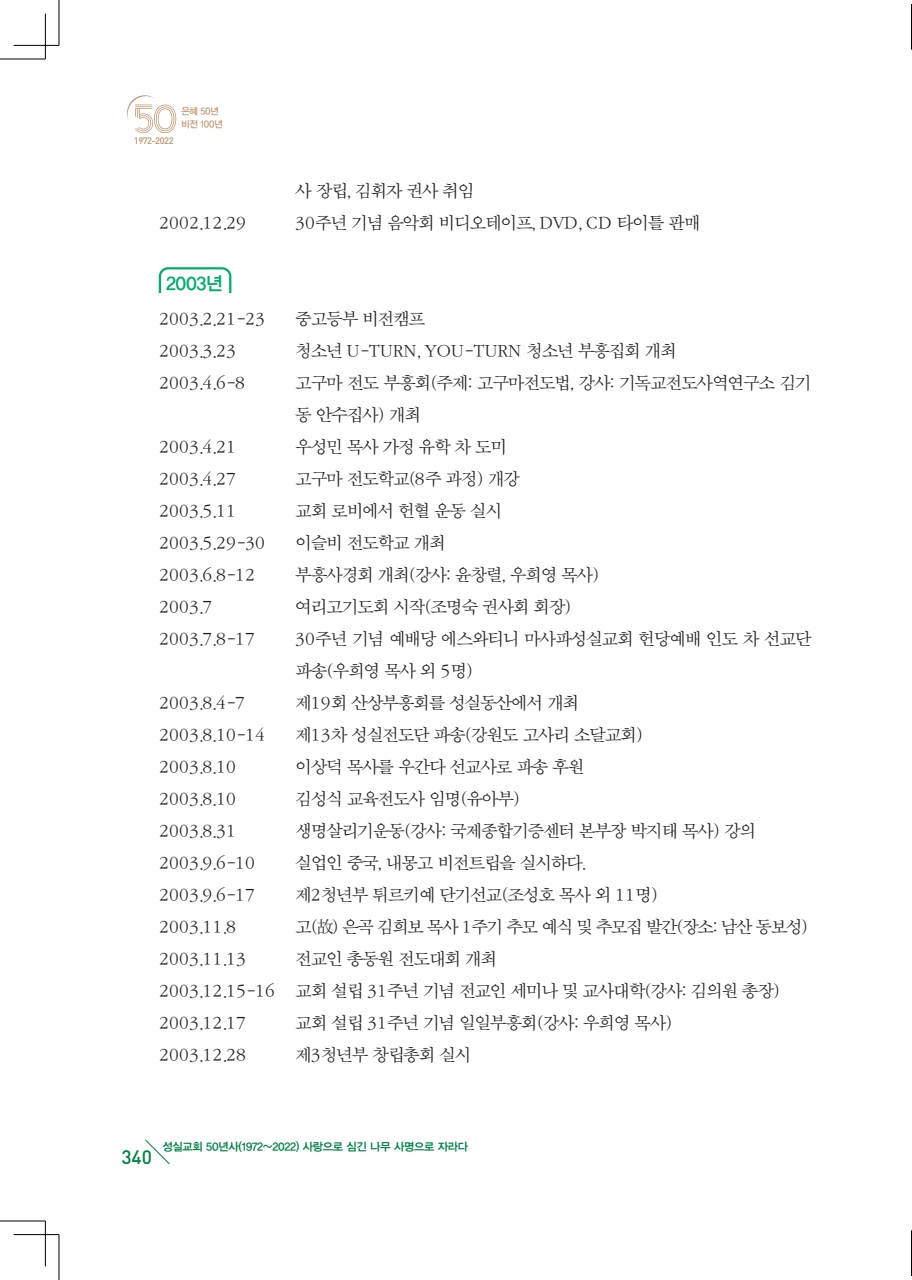 50 은혜 50년
비전 100년
1972-2022
사 장립, 김휘자 권사 취임
2002.12.29 30주년 기념 음악회 비디오테이프, DVD, CD 타이틀 판매
2003년
2003.2.21-23 중고등부 비전캠프
2003.3.23 청소년 U-TURN, YOU-TURN 청소년 부흥집회 개최
2003.4.6-8 고구마 전도 부흥회(주제: 고구마전도법, 강사: 기독교전도사역연구소 김기
동 안수집사) 개최
2003.4.21 우성민 목사 가정 유학 차 도미
2003.4.27 고구마 전도학교(8주 과정) 개강
2003.5.11 교회 로비에서 헌혈 운동 실시
2003.5.29-30 이슬비 전도학교 개최
2003.6.8-12 부흥사경회 개최(강사: 윤창렬, 우희영 목사)
2003.7 여리고기도회 시작(조명숙 권사회 회장)
2003.7.8-17 30주년 기념 예배당 에스와티니 마사파성실교회 헌당예배 인도 차 선교단
파송(우희영 목사 외 5명)
2003.8.4-7 제19회 산상부흥회를 성실동산에서 개최
2003.8.10-14 제13차 성실전도단 파송(강원도 고사리 소달교회)
2003.8.10 이상덕 목사를 우간다 선교사로 파송 후원
2003.8.10 김성식 교육전도사 임명(유아부)
2003.8.31 생명살리기운동(강사: 국제종합기증센터 본부장 박지태 목사) 강의
2003.9.6-10 실업인 중국, 내몽고 비전트립을 실시하다.
2003.9.6-17 제2청년부 튀르키예 단기선교(조성호 목사 외 11명)
2003.11.8 고(故) 은곡 김희보 목사 1주기 추모 예식 및 추모집 발간(장소: 남산 동보성)
2003.11.13 전교인 총동원 전도대회 개최
2003.12.15-16 교회 설립 31주년 기념 전교인 세미나 및 교사대학(강사: 김의원 총장)
2003.12.17 교회 설립 31주년 기념 일일부흥회(강사: 우희영 목사)
2003.12.28 제3청년부 창립총회 실시
340 성실교회 50년사(1972~2022) 사랑으로 심긴 나무 사명으로 자라다